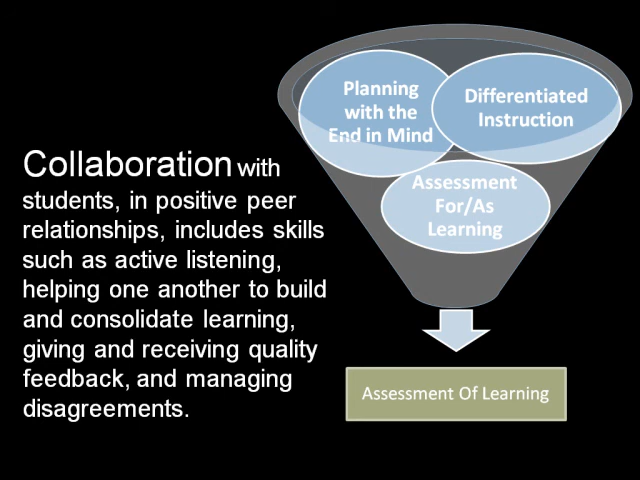 Collaboration with
students, in positive peer
relationships, includes skills
such as active listening,
helping one another to build
and consolidate learning,
giving and receiving quality
feedback, and managing
disagreements.
Planning
with the
End in Mind
Differentiated
Instruction
Assessment
For/As
Learning
Assessment Of Learning